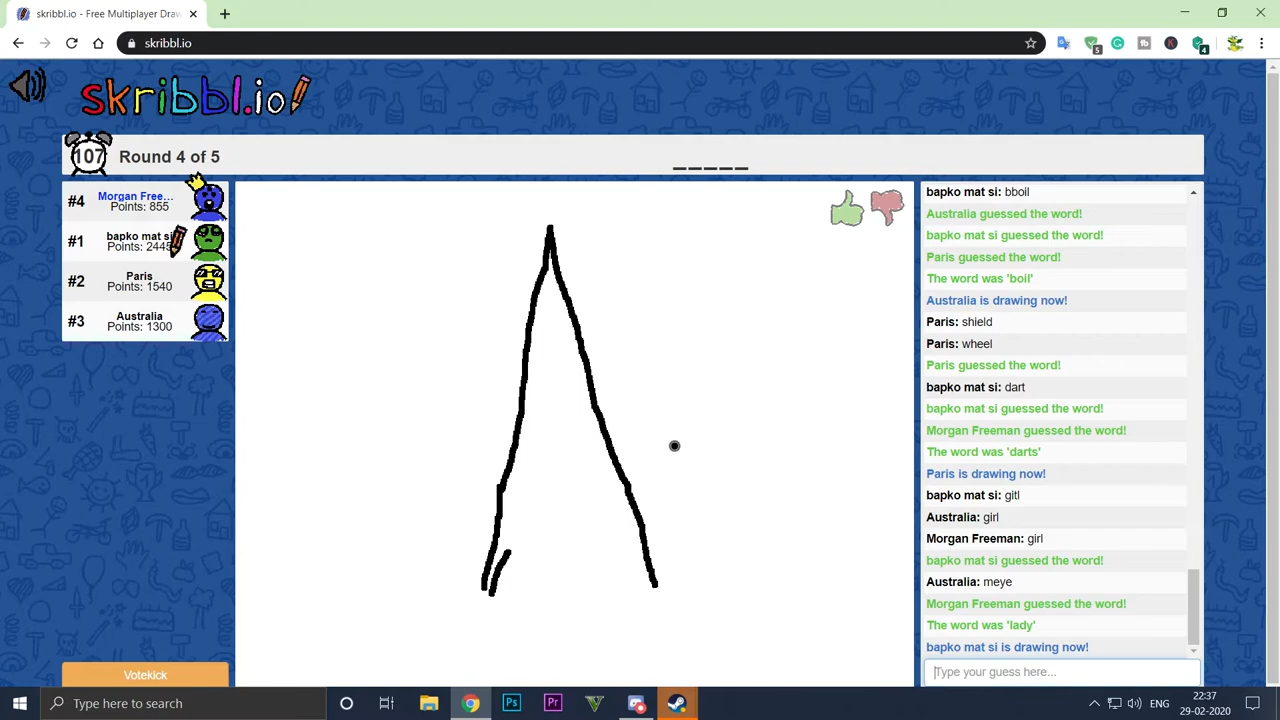 skribbl.io - Free Multiplayer Draw
skribbl.io
5
4
skribbl.io
107 Round 4 of 5 _____
#4 Morgan Free...
Points: 855
#1 bapko mat si
Points: 2448
#2 Paris
Points: 1540
#3 Australia
Points: 1300
Votekick
bapko mat si: bboil
Australia guessed the word!
bapko mat si guessed the word!
Paris guessed the word!
The word was 'boil'
Australia is drawing now!
Paris: shield
Paris: wheel
Paris guessed the word!
bapko mat si: dart
bapko mat si guessed the word!
Morgan Freeman guessed the word!
The word was 'darts'
Paris is drawing now!
bapko mat si: gitl
Australia: girl
Morgan Freeman: girl
bapko mat si guessed the word!
Australia: meye
Morgan Freeman guessed the word!
The word was 'lady'
bapko mat si is drawing now!
Type your guess here...
Type here to search
Ps
Pr
ENG
22:37
29-02-2020